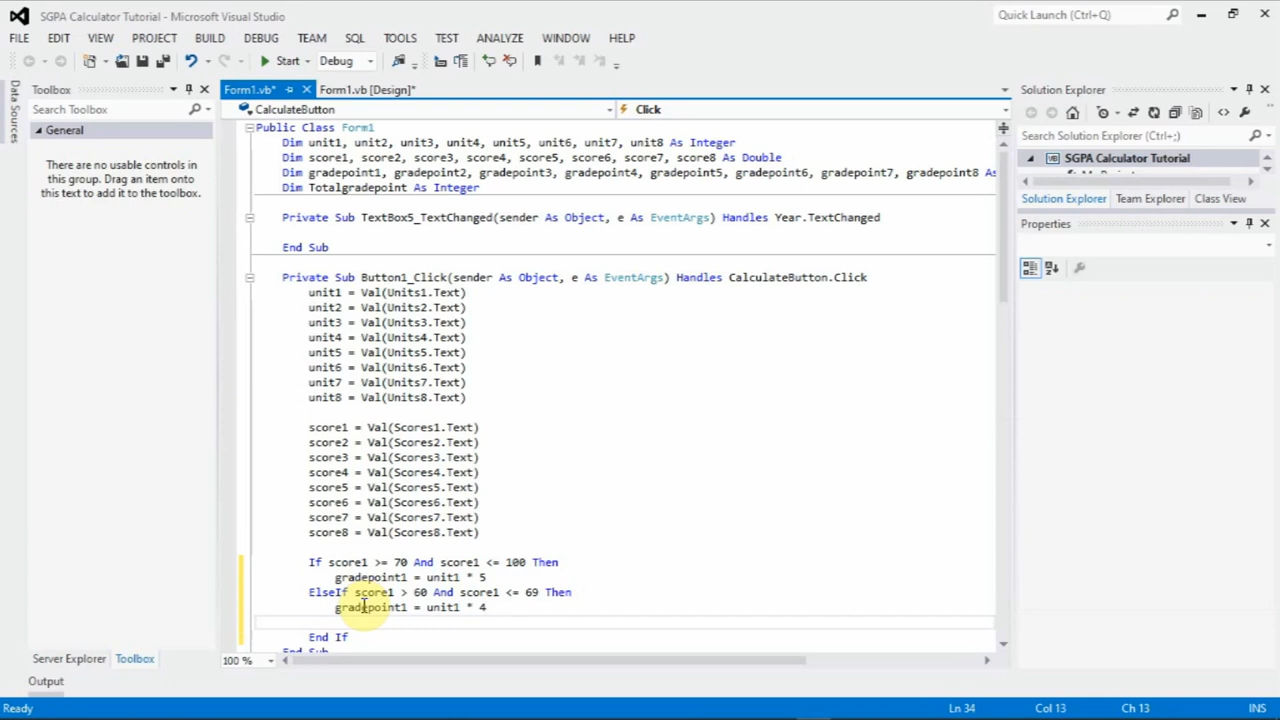 SGPA Calculator Tutorial - Microsoft Visual Studio
Quick Launch (Ctrl+Q)
FILE EDIT VIEW PROJECT BUILD DEBUG TEAM SQL TOOLS TEST ANALYZE WINDOW HELP
Start Debug
Data Sources
Toolbox
Search Toolbox
General
There are no usable controls in
this group. Drag an item onto
this text to add it to the toolbox.
Server Explorer Toolbox
Form1.vb* Form1.vb [Design]*
CalculateButton Click
Public Class Form1
Dim unit1, unit2, unit3, unit4, unit5, unit6, unit7, unit8 As Integer
Dim score1, score2, score3, score4, score5, score6, score7, score8 As Double
Dim gradepoint1, gradepoint2, gradepoint3, gradepoint4, gradepoint5, gradepoint6, gradepoint7, gradepoint8 As
Dim Totalgradepoint As Integer
Private Sub TextBox5_TextChanged(sender As Object, e As EventArgs) Handles Year.TextChanged
End Sub
Private Sub Button1_Click(sender As Object, e As EventArgs) Handles CalculateButton.Click
unit1 = Val(Units1.Text)
unit2 = Val(Units2.Text)
unit3 = Val(Units3.Text)
unit4 = Val(Units4.Text)
unit5 = Val(Units5.Text)
unit6 = Val(Units6.Text)
unit7 = Val(Units7.Text)
unit8 = Val(Units8.Text)
score1 = Val(Scores1.Text)
score2 = Val(Scores2.Text)
score3 = Val(Scores3.Text)
score4 = Val(Scores4.Text)
score5 = Val(Scores5.Text)
score6 = Val(Scores6.Text)
score7 = Val(Scores7.Text)
score8 = Val(Scores8.Text)
If score1 >= 70 And score1 <= 100 Then
gradepoint1 = unit1 * 5
ElseIf score1 > 60 And score1 <= 69 Then
gradepoint1 = unit1 * 4
End If
End Sub
100 %
Solution Explorer
Search Solution Explorer (Ctrl+;)
SGPA Calculator Tutorial
Solution Explorer Team Explorer Class View
Properties
Output
Ready Ln 34 Col 13 Ch 13 INS